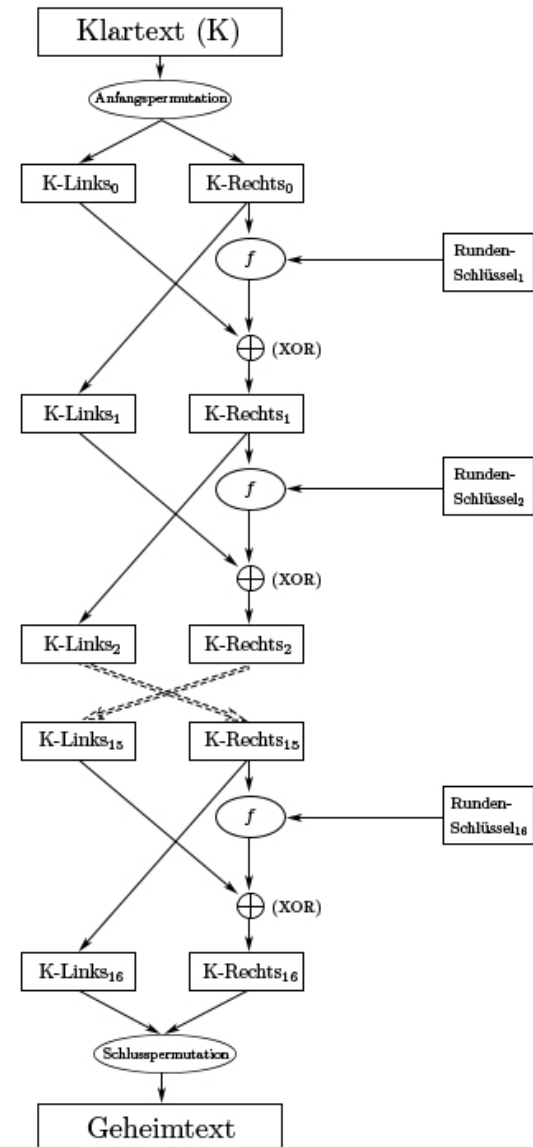 Klartext (K)
Anfangspermutation
K-Links₀ K-Rechts₀
f
Runden-
Schlüssel₁
(XOR)
K-Links₁ K-Rechts₁
f
Runden-
Schlüssel₂
(XOR)
K-Links₂ K-Rechts₂
K-Links₁₅ K-Rechts₁₅
f
Runden-
Schlüssel₁₆
(XOR)
K-Links₁₆ K-Rechts₁₆
Schlusspermutation
Geheimtext